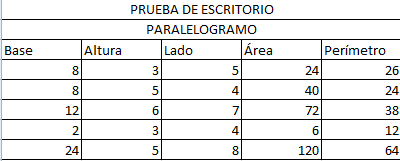 PRUEBA DE ESCRITORIO
PARALELOGRAMO
Base Altura Lado Área Perímetro
8 3 5 24 26
8 5 4 40 24
12 6 7 72 38
2 3 4 6 12
24 5 8 120 64